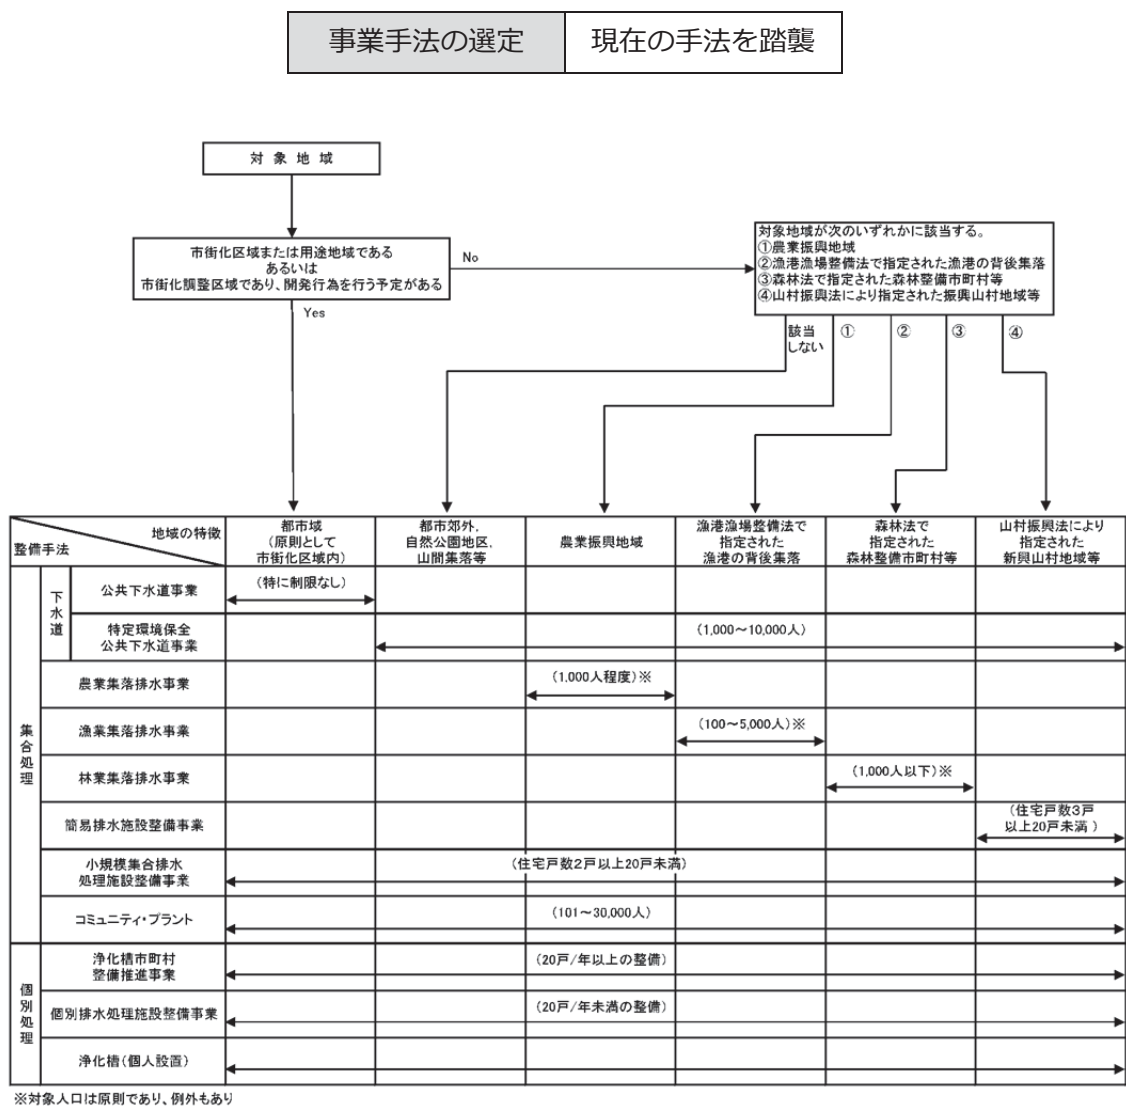 事業手法の選定
現在の手法を踏襲
対象地域
市街化区域または用途地域である
あるいは
市街化調整区域であり、開発行為を行う予定がある
No
Yes
対象地域が次のいずれかに該当する。
①農業振興地域
②漁港漁場整備法で指定された漁港の背後集落
③森林法で指定された森林整備市町村等
④山村振興法により指定された振興山村地域等
該当
しない
①
②
③
④
地域の特徴
整備手法
都市域
(原則として
市街化区域内)
都市郊外,
自然公園地区,
山間集落等
農業振興地域
漁港漁場整備法で
指定された
漁港の背後集落
森林法で
指定された
森林整備市町村等
山村振興法により
指定された
新興山村地域等
集合処理
下水道
公共下水道事業
(特に制限なし)
特定環境保全
公共下水道事業
(1,000~10,000人)
農業集落排水事業
(1,000人程度)※
漁業集落排水事業
(100~5,000人)※
林業集落排水事業
(1,000人以下)※
簡易排水施設整備事業
(住宅戸数3戸
以上20戸未満)
小規模集合排水
処理施設整備事業
(住宅戸数2戸以上20戸未満)
コミュニティ・プラント
(101~30,000人)
個別処理
浄化槽市町村
整備推進事業
(20戸/年以上の整備)
個別排水処理施設整備事業
(20戸/年未満の整備)
浄化槽(個人設置)
※対象人口は原則であり、例外もあり